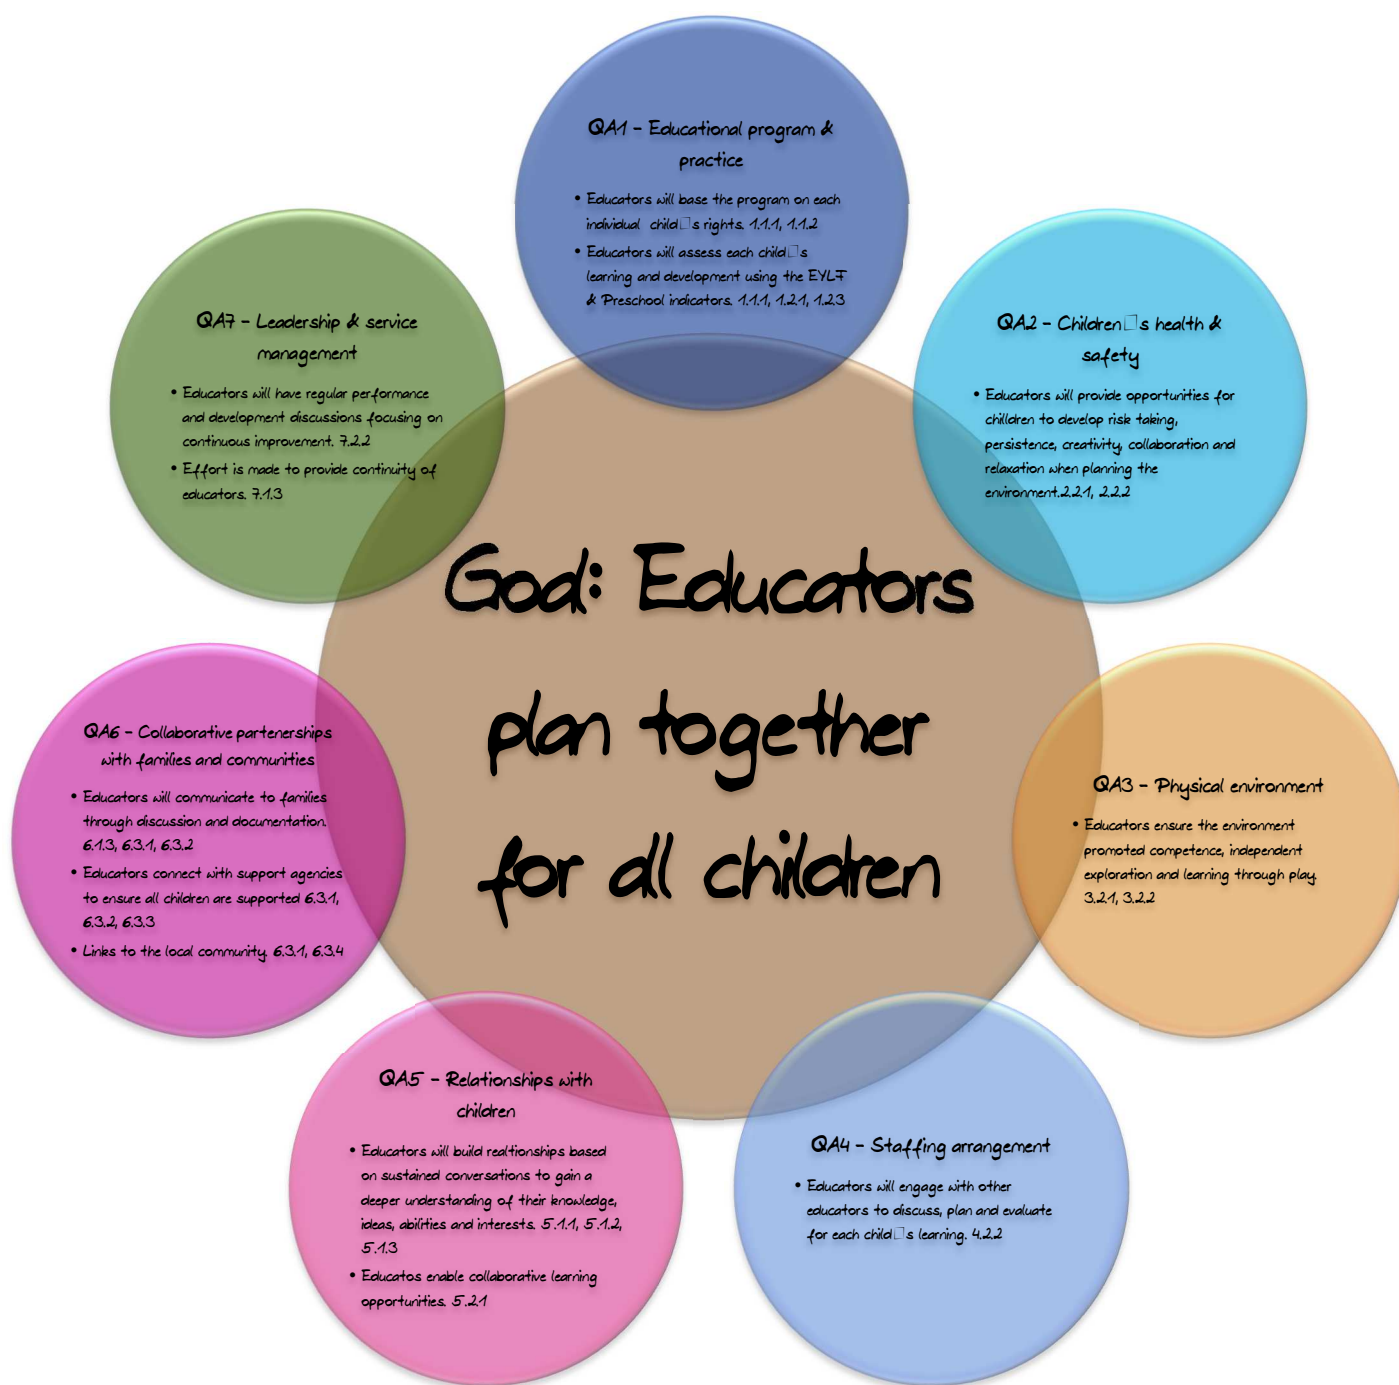 QA1 - Educational program &
practice
• Educators will base the program on each
individual child□s rights. 1.1.1, 1.1.2
• Educators will assess each child□s
learning and development using the EYLF
& Preschool indicators. 1.1.1, 1.2.1, 1.2.3
QA2 - Children□s health &
safety
• Educators will provide opportunities for
children to develop risk taking,
persistence, creativity, collaboration and
relaxation when planning the
environment.2.2.1, 2.2.2
QA3 - Physical environment
• Educators ensure the environment
promoted competence, independent
exploration and learning through play.
3.2.1, 3.2.2
QA4 - Staffing arrangement
• Educators will engage with other
educators to discuss, plan and evaluate
for each child□s learning. 4.2.2
QA5 - Relationships with
children
• Educators will build realtionships based
on sustained conversations to gain a
deeper understanding of their knowledge,
ideas, abilities and interests. 5.1.1, 5.1.2,
5.1.3
• Educatos enable collaborative learning
opportunities. 5.2.1
QA6 - Collaborative partenerships
with families and communities
• Educators will communicate to families
through discussion and documentation.
6.1.3, 6.3.1, 6.3.2
• Educators connect with support agencies
to ensure all children are supported 6.3.1,
6.3.2, 6.3.3
• Links to the local community. 6.3.1, 6.3.4
QA7 - Leadership & service
management
• Educators will have regular performance
and development discussions focusing on
continuous improvement. 7.2.2
• Effort is made to provide continuity of
educators. 7.1.3
Goal: Educators
plan together
for all children